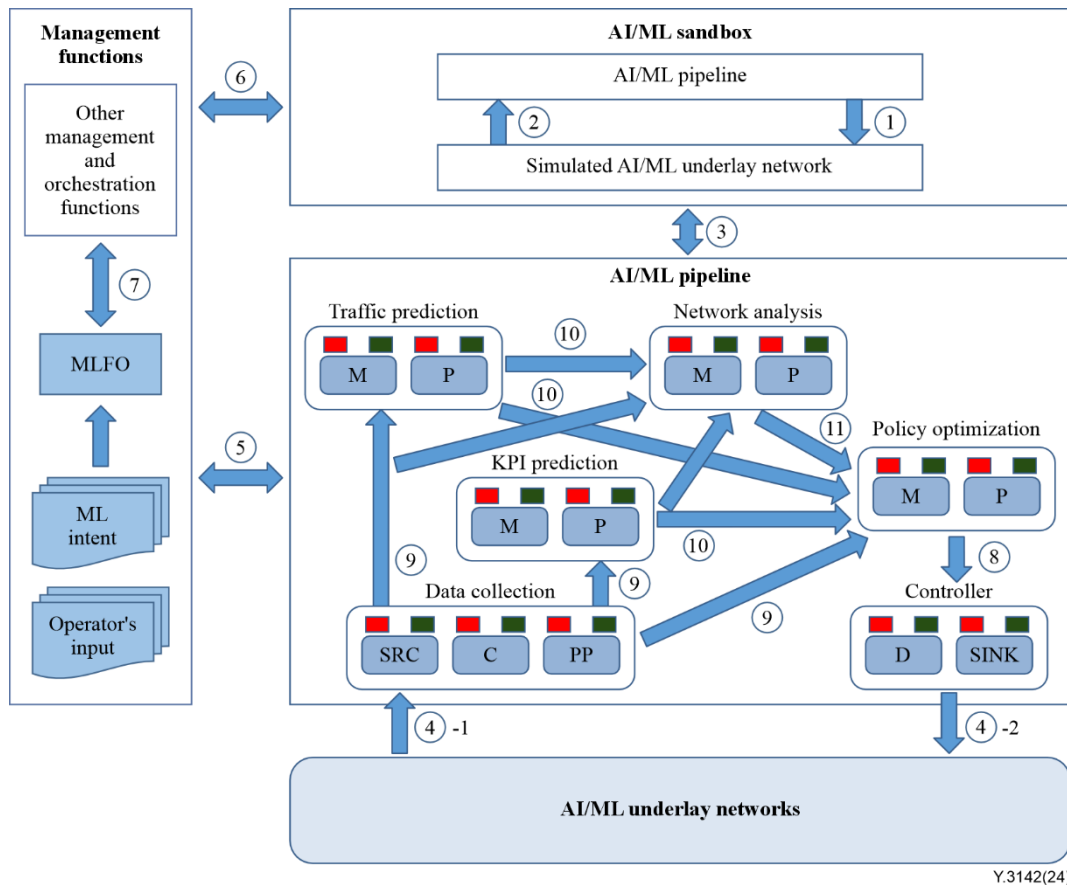 Management
functions
Other
management
and
orchestration
functions
7
MLFO
ML
intent
Operator's
input
6
5
AI/ML sandbox
AI/ML pipeline
2
1
Simulated AI/ML underlay network
3
AI/ML pipeline
Traffic prediction
M P
10
Network analysis
M P
10
11
KPI prediction
M P
10
Policy optimization
M P
9
9
9
8
Data collection
SRC C PP
Controller
D SINK
4 -1
4 -2
AI/ML underlay networks
Y.3142(24)